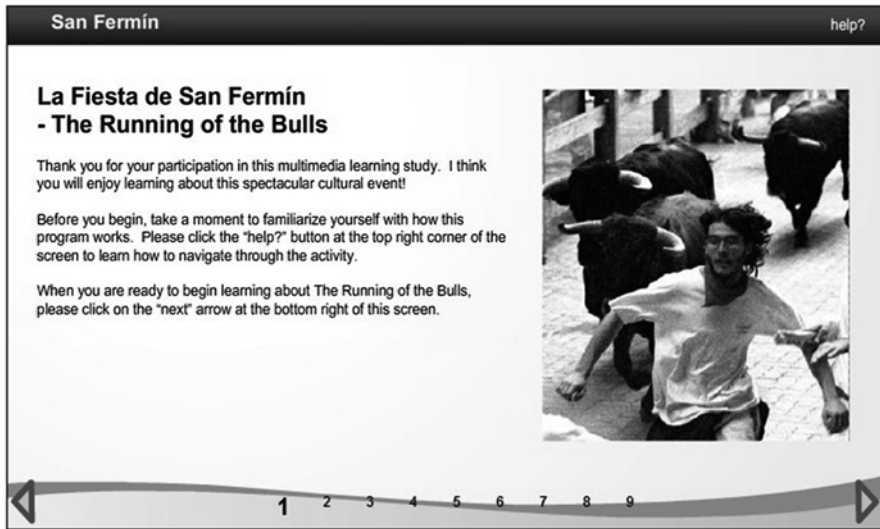 San Fermín
help?
La Fiesta de San Fermín
- The Running of the Bulls
Thank you for your participation in this multimedia learning study.  I think
you will enjoy learning about this spectacular cultural event!
Before you begin, take a moment to familiarize yourself with how this
program works.  Please click the “help?” button at the top right corner of the
screen to learn how to navigate through the activity.
When you are ready to begin learning about The Running of the Bulls,
please click on the “next” arrow at the bottom right of this screen.
1 2 3 4 5 6 7 8 9